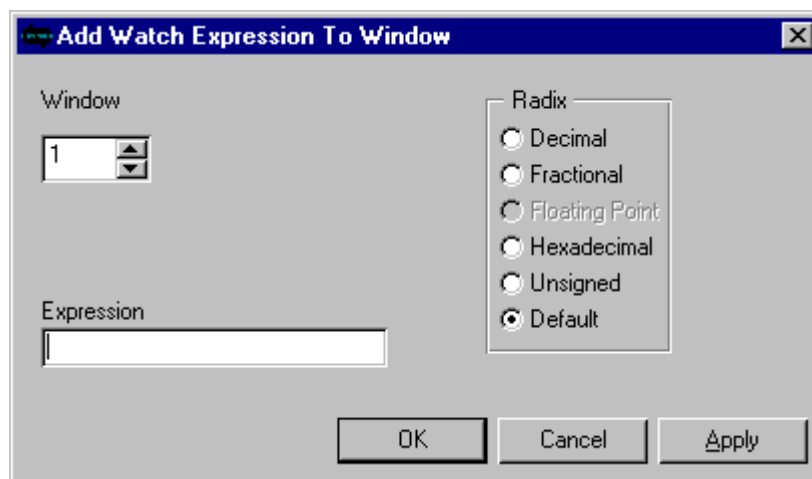 Add Watch Expression To Window
Window
1
Radix
Decimal
Fractional
Floating Point
Hexadecimal
Unsigned
Default
Expression
OK
Cancel
Apply